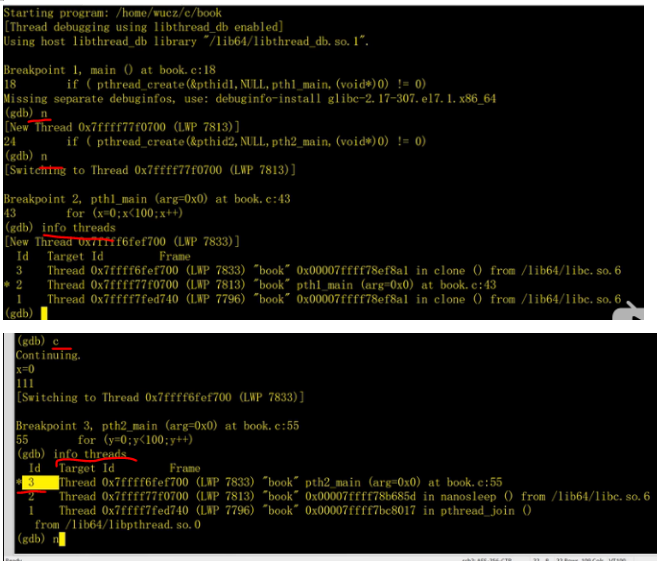 Starting program: /home/wucz/c/book
[Thread debugging using libthread_db enabled]
Using host libthread_db library "/lib64/libthread_db.so.1".
Breakpoint 1, main () at book.c:18
18 if ( pthread_create(&pthid1,NULL,pth1_main,(void*)0) != 0)
Missing separate debuginfos, use: debuginfo-install glibc-2.17-307.el7.1.x86_64
(gdb) n
[New Thread 0x7ffff77f0700 (LWP 7813)]
24 if ( pthread_create(&pthid2,NULL,pth2_main,(void*)0) != 0)
(gdb) n
[Switching to Thread 0x7ffff77f0700 (LWP 7813)]
Breakpoint 2, pth1_main (arg=0x0) at book.c:43
43 for (x=0;x<100;x++)
(gdb) info threads
[New Thread 0x7ffff6fef700 (LWP 7833)]
Id Target Id Frame
3 Thread 0x7ffff6fef700 (LWP 7833) "book" 0x00007ffff78ef8a1 in clone () from /lib64/libc.so.6
* 2 Thread 0x7ffff77f0700 (LWP 7813) "book" pth1_main (arg=0x0) at book.c:43
1 Thread 0x7ffff7fed740 (LWP 7796) "book" 0x00007ffff78ef8a1 in clone () from /lib64/libc.so.6
(gdb)
(gdb) c
Continuing.
x=0
111
[Switching to Thread 0x7ffff6fef700 (LWP 7833)]
Breakpoint 3, pth2_main (arg=0x0) at book.c:55
55 for (y=0;y<100;y++)
(gdb) info threads
Id Target Id Frame
* 3 Thread 0x7ffff6fef700 (LWP 7833) "book" pth2_main (arg=0x0) at book.c:55
2 Thread 0x7ffff77f0700 (LWP 7813) "book" 0x00007ffff78b685d in nanosleep () from /lib64/libc.so.6
1 Thread 0x7ffff7fed740 (LWP 7796) "book" 0x00007ffff7bc8017 in pthread_join ()
from /lib64/libpthread.so.0
(gdb) n